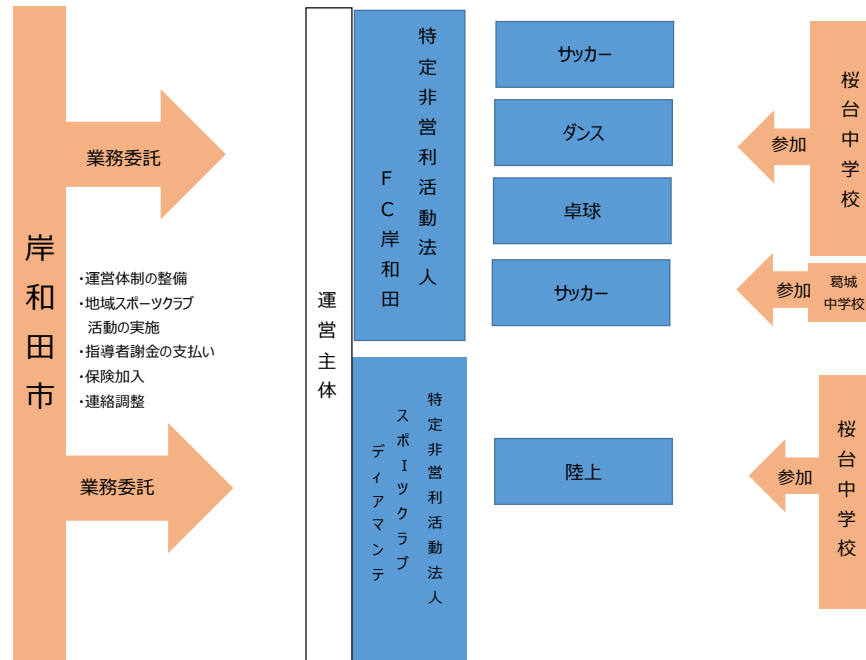 岸和田市
業務委託
・運営体制の整備
・地域スポーツクラブ
活動の実施
・指導者謝金の支払い
・保険加入
・連絡調整
業務委託
運営主体
特定非営利活動法人
FC岸和田
サッカー
ダンス
卓球
サッカー
特定非営利活動法人
スポーツクラブ
ディアマンテ
陸上
参加
桜台中学校
参加
葛城
中学校
参加
桜台中学校